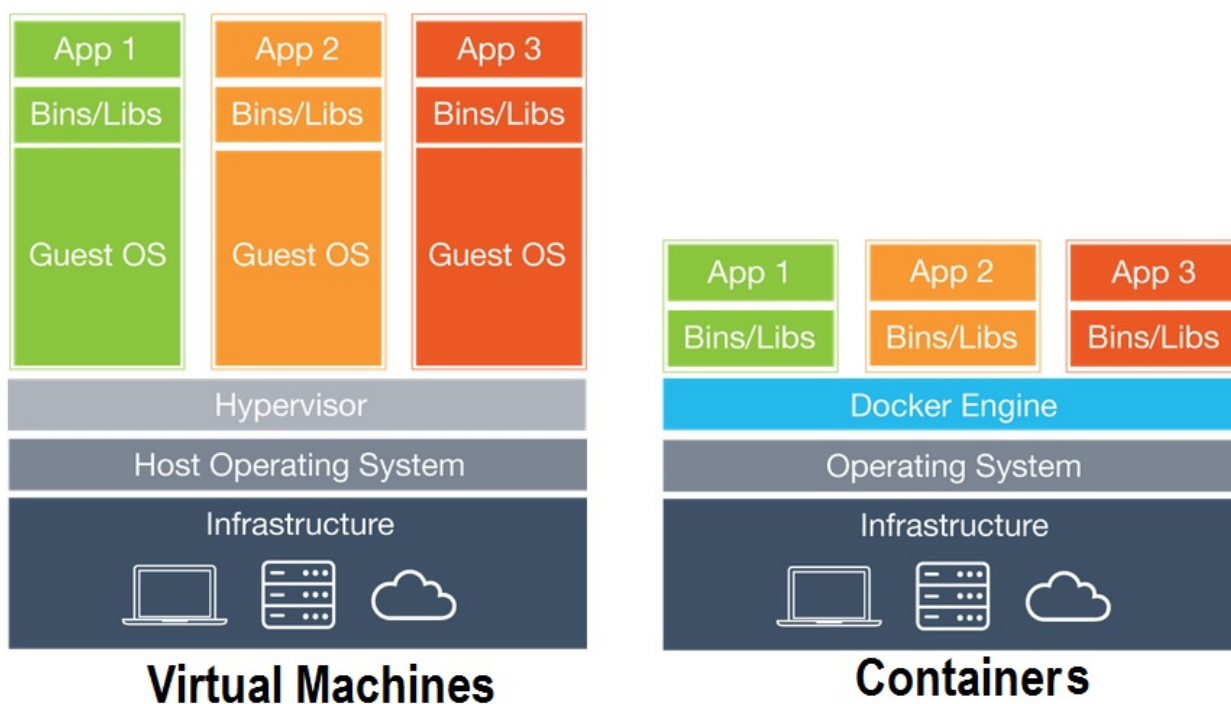 App 1
App 2
App 3
Bins/Libs
Bins/Libs
Bins/Libs
Guest OS
Guest OS
Guest OS
Hypervisor
Host Operating System
Infrastructure
Virtual Machines
App 1
App 2
App 3
Bins/Libs
Bins/Libs
Bins/Libs
Docker Engine
Operating System
Infrastructure
Containers